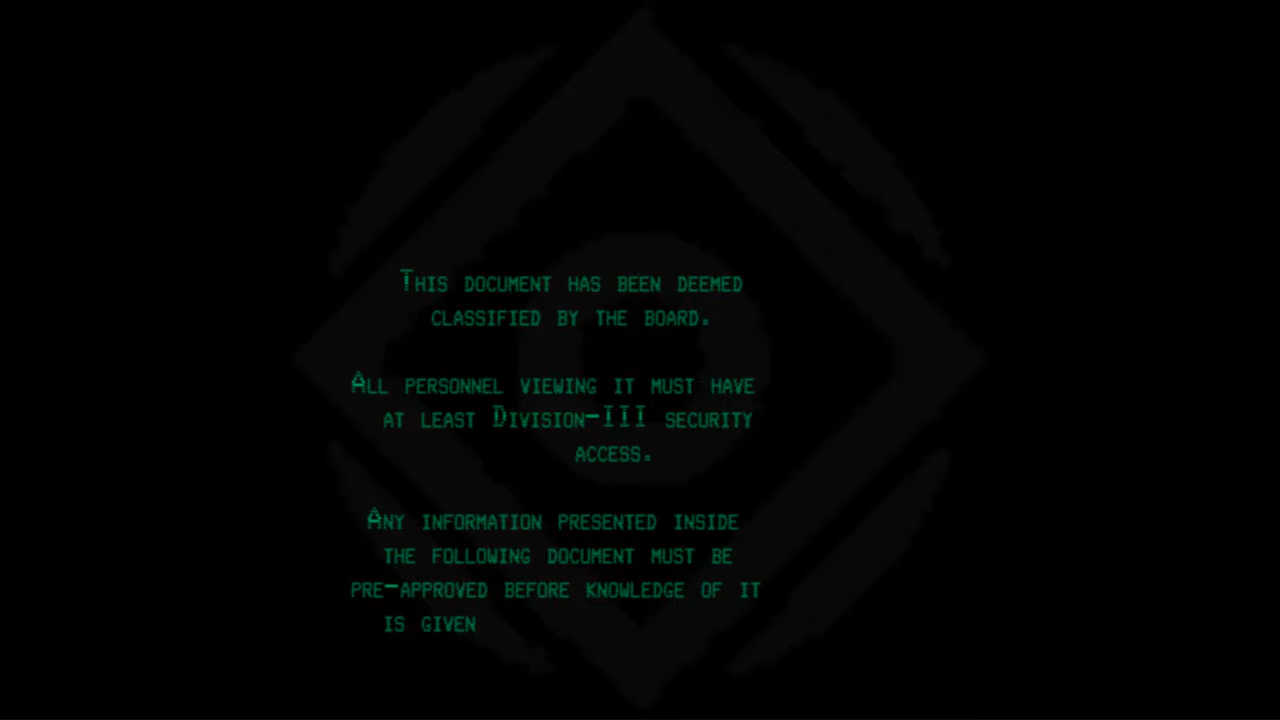 This document has been deemed
classified by the board.
All personnel viewing it must have
at least Division-III security
access.
Any information presented inside
the following document must be
pre-approved before knowledge of it
is given